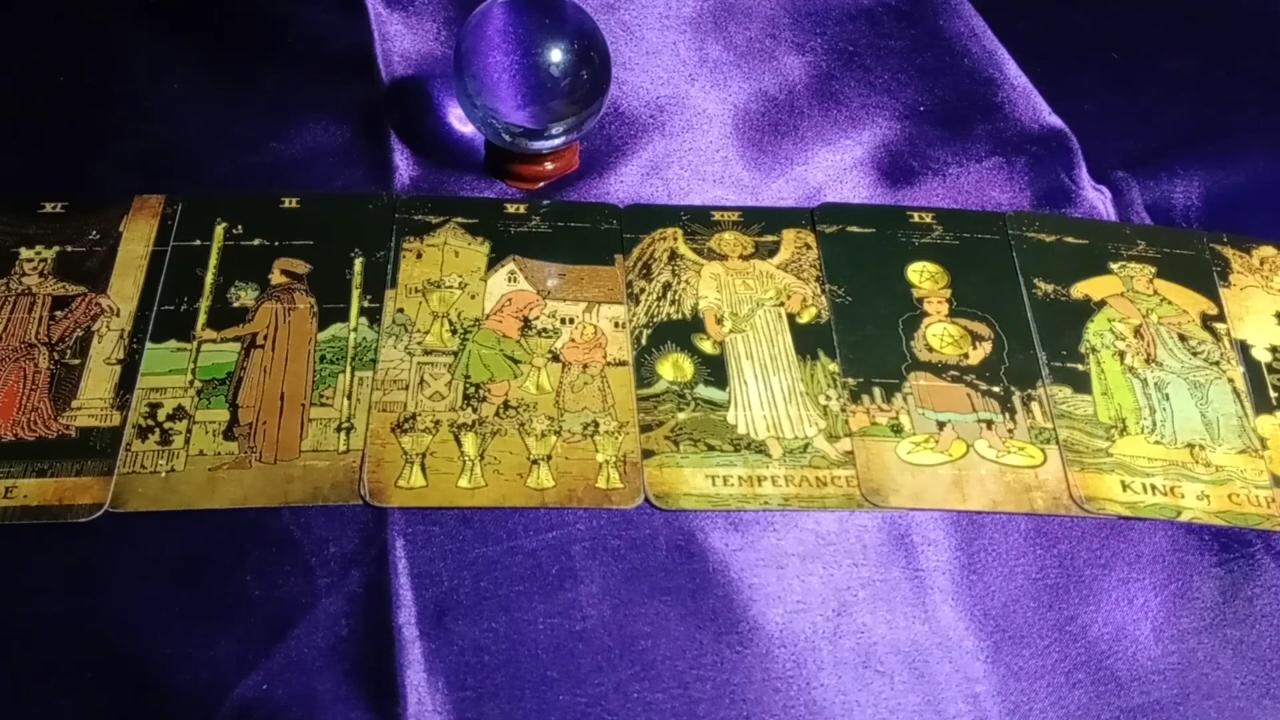 XI
II
VI
XIV
IV
E.
TEMPERANCE
KING of CUP